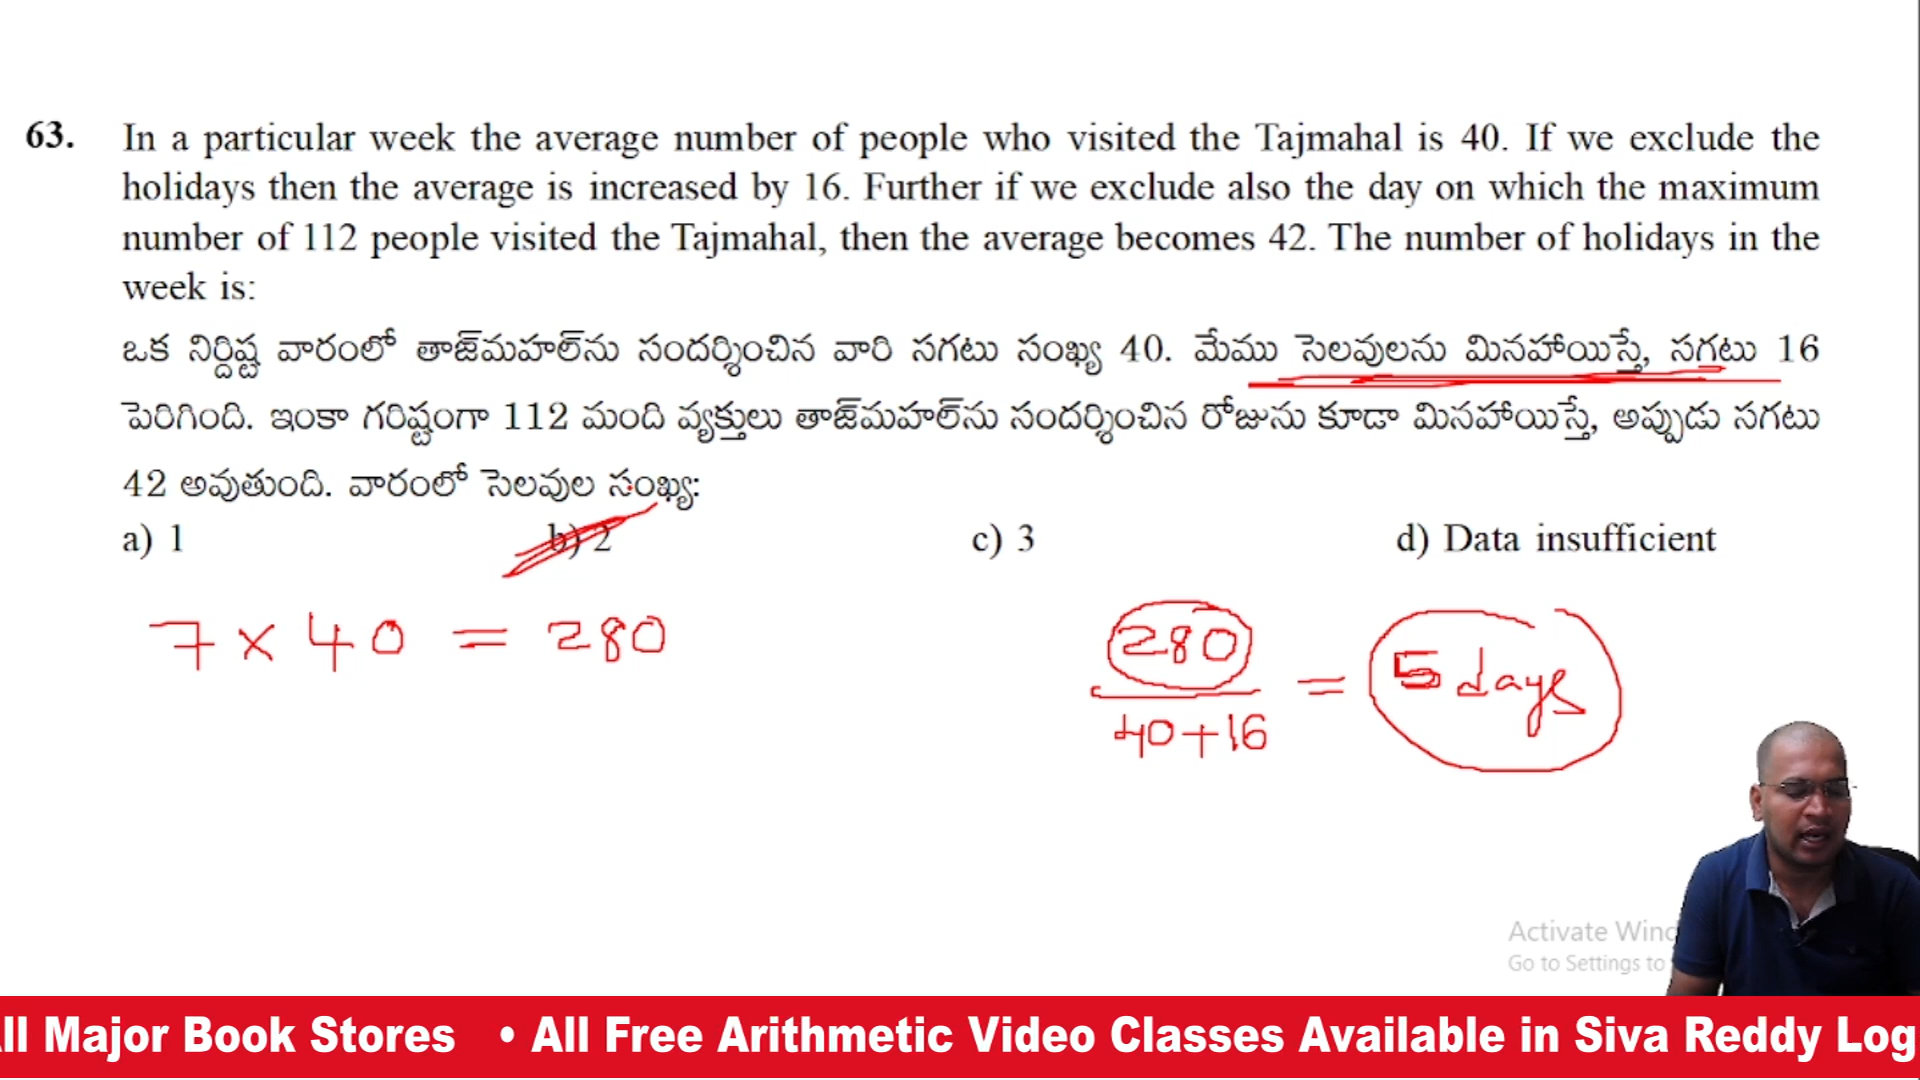 63. In a particular week the average number of people who visited the Tajmahal is 40. If we exclude the
holidays then the average is increased by 16. Further if we exclude also the day on which the maximum
number of 112 people visited the Tajmahal, then the average becomes 42. The number of holidays in the
week is:
ఒక నిర్దిష్ట వారంలో తాజ్‌మహల్‌ను సందర్శించిన వారి సగటు సంఖ్య 40. మేము సెలవులను మినహాయిస్తే, సగటు 16
పెరిగింది. ఇంకా గరిష్టంగా 112 మంది వ్యక్తులు తాజ్‌మహల్‌ను సందర్శించిన రోజును కూడా మినహాయిస్తే, అప్పుడు సగటు
42 అవుతుంది. వారంలో సెలవుల సంఖ్య:
a) 1 b) 2 c) 3 d) Data insufficient
7 × 40 = 280
280
40+16
= 5 days
Activate Wind
Go to Settings to
ll Major Book Stores • All Free Arithmetic Video Classes Available in Siva Reddy Log